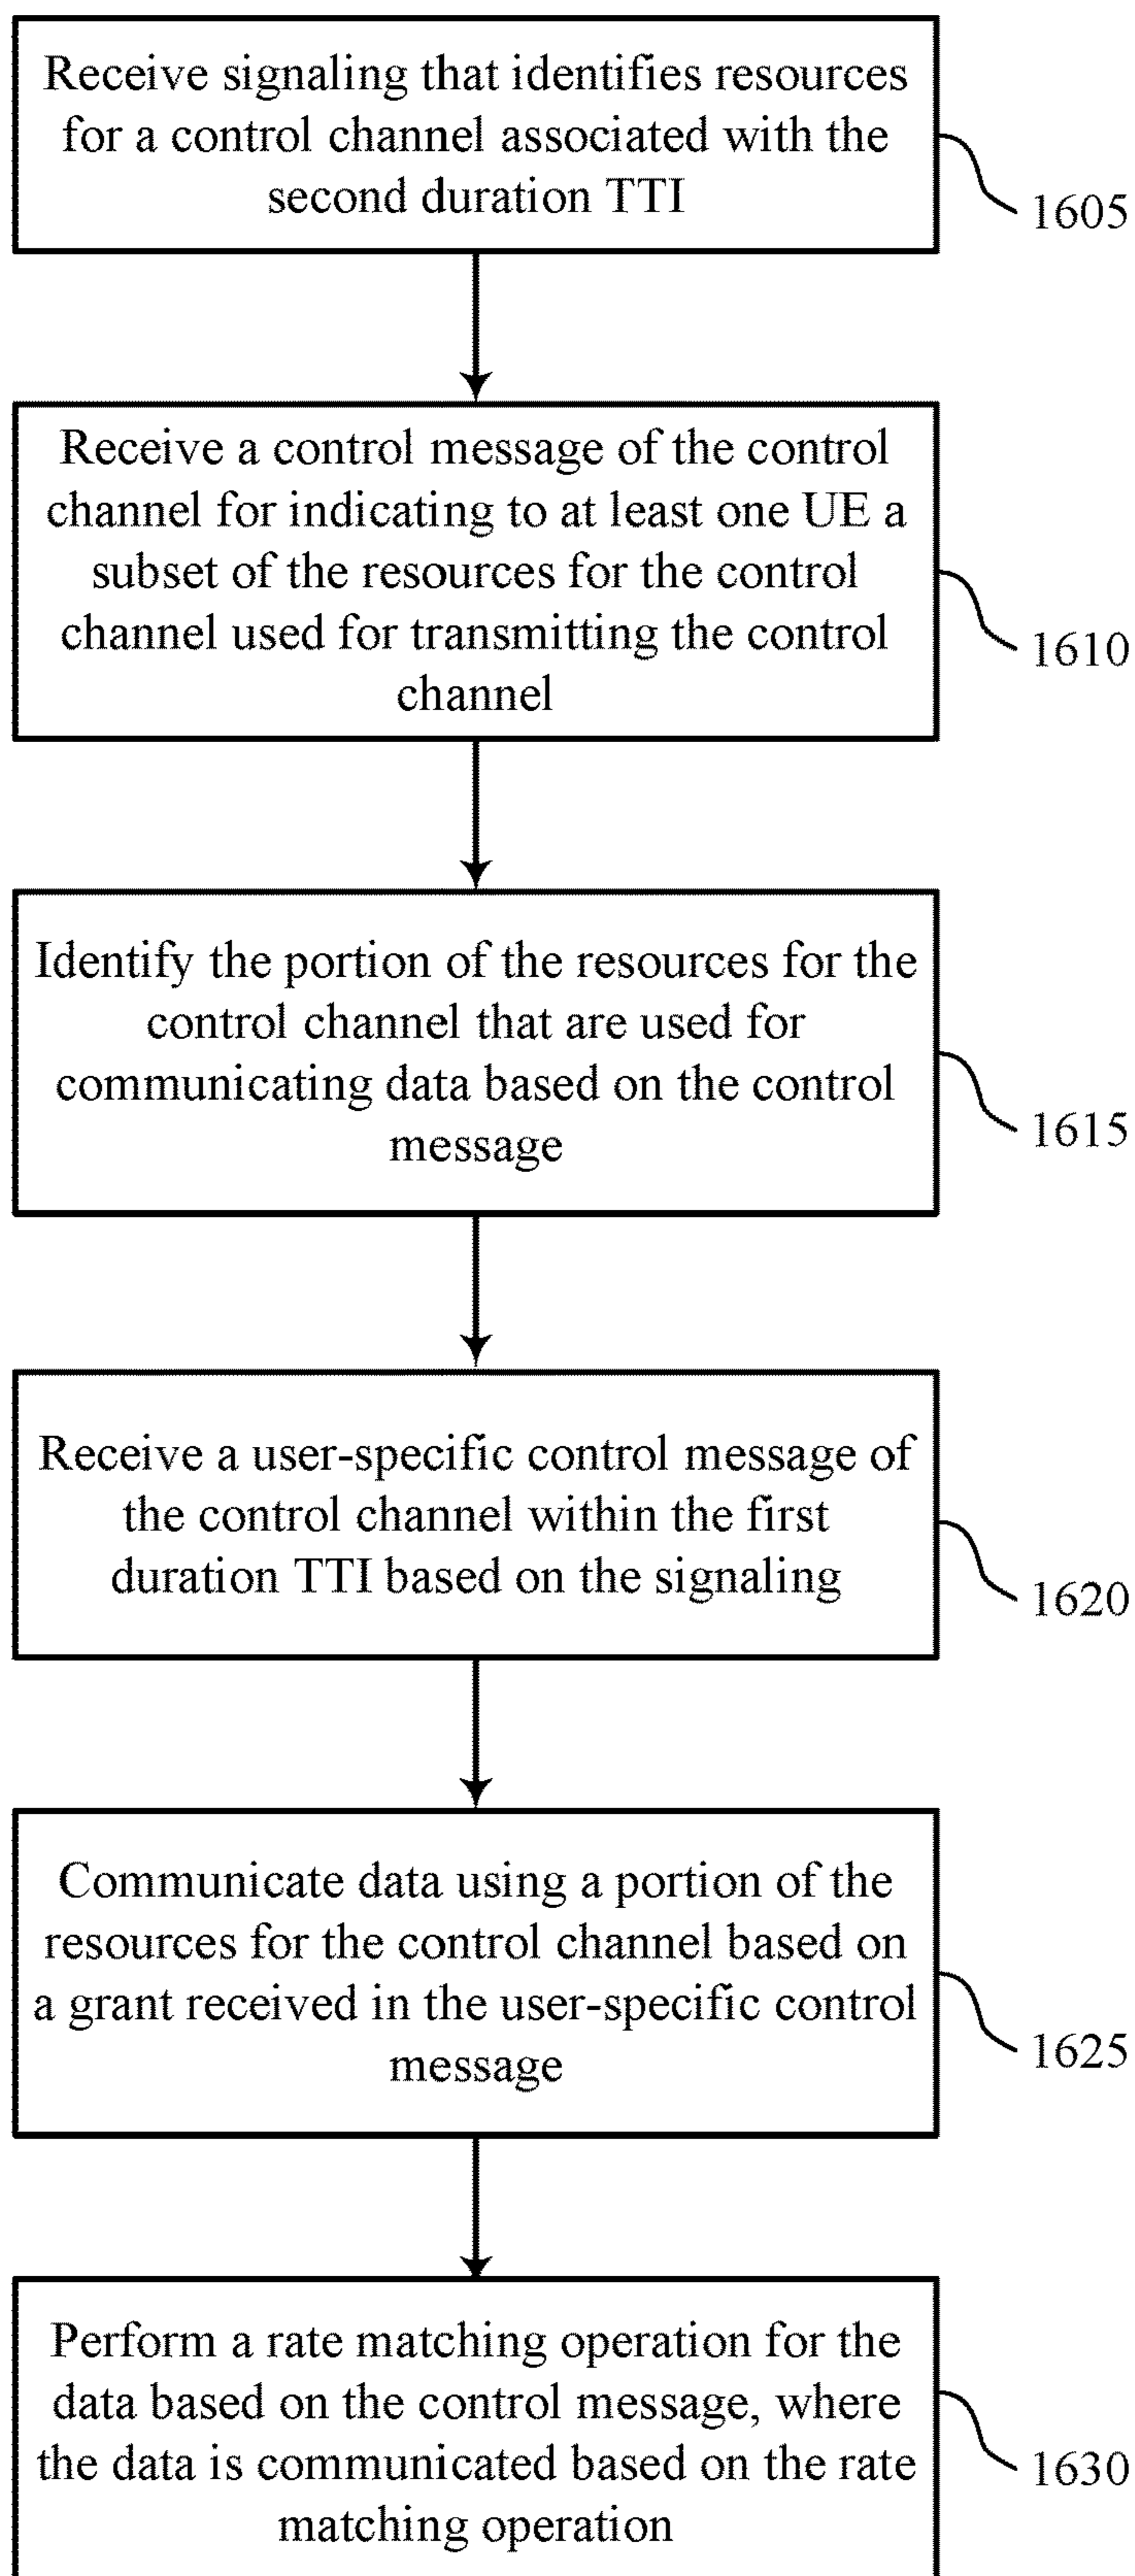 Receive signaling that identifies resources
for a control channel associated with the
second duration TTI
1605
Receive a control message of the control
channel for indicating to at least one UE a
subset of the resources for the control
channel used for transmitting the control
channel
1610
Identify the portion of the resources for the
control channel that are used for
communicating data based on the control
message
1615
Receive a user-specific control message of
the control channel within the first
duration TTI based on the signaling
1620
Communicate data using a portion of the
resources for the control channel based on
a grant received in the user-specific control
message
1625
Perform a rate matching operation for the
data based on the control message, where
the data is communicated based on the rate
matching operation
1630